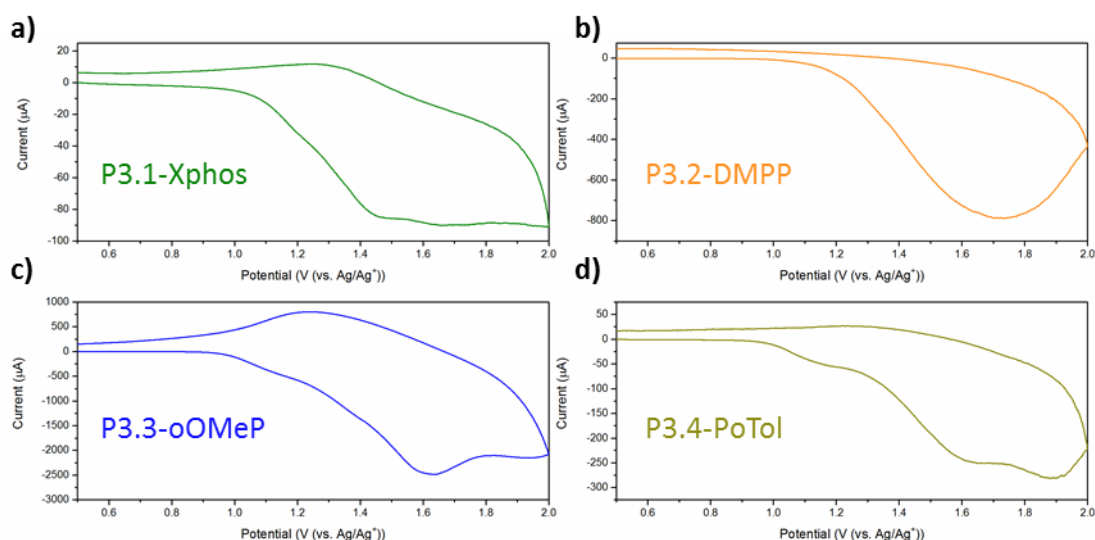 a)
20
0
-20
-40
-60
-80
-100
Current (µA)
P3.1-Xphos
0.6 0.8 1.0 1.2 1.4 1.6 1.8 2.0
Potential (V (vs. Ag/Ag⁺))
b)
0
-200
-400
-600
-800
Current (µA)
P3.2-DMPP
0.6 0.8 1.0 1.2 1.4 1.6 1.8 2.0
Potential (V (vs. Ag/Ag⁺))
c)
1000
500
0
-500
-1000
-1500
-2000
-2500
-3000
Current (µA)
P3.3-oOMeP
0.6 0.8 1.0 1.2 1.4 1.6 1.8 2.0
Potential (V (vs. Ag/Ag⁺))
d)
50
0
-50
-100
-150
-200
-250
-300
Current (µA)
P3.4-PoTol
0.6 0.8 1.0 1.2 1.4 1.6 1.8 2.0
Potential (V (vs. Ag/Ag⁺))